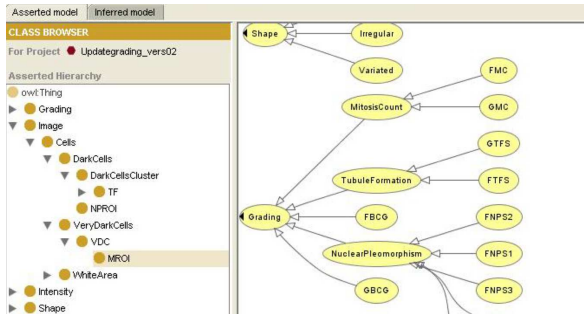 Asserted model
Inferred model
CLASS BROWSER
For Project Updategrading_vers02
Asserted Hierarchy
owl:Thing
Grading
Image
Cells
DarkCells
DarkCellsCluster
TF
NPROI
VeryDarkCells
VDC
MROI
WhiteArea
Intensity
Shape
Shape
Irregular
Variated
FMC
MitosisCount
GMC
GTFS
TubuleFormation
FTFS
Grading
FBCG
FNPS2
NuclearPleomorphism
FNPS1
GBCG
FNPS3